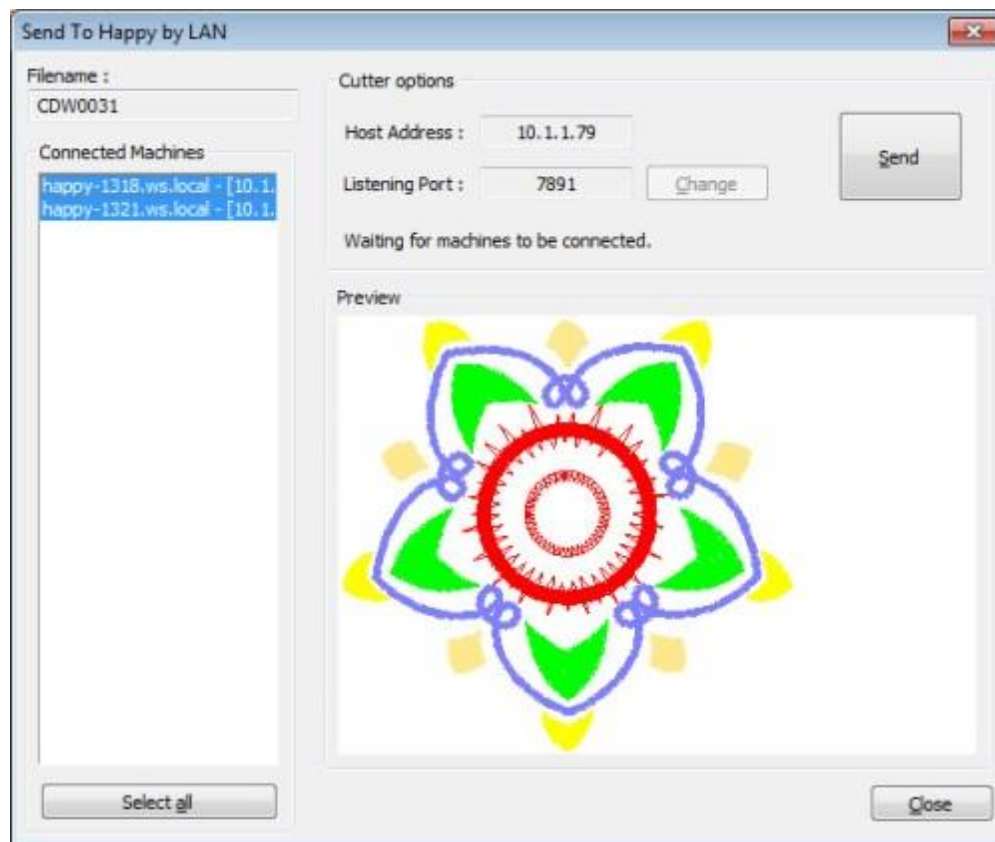 Send To Happy by LAN
Filename :
CDW0031
Connected Machines
happy-1318.ws.local - [10.1.
happy-1321.ws.local - [10.1.
Select all
Cutter options
Host Address : 10.1.1.79
Listening Port : 7891 Change
Send
Waiting for machines to be connected.
Preview
Close